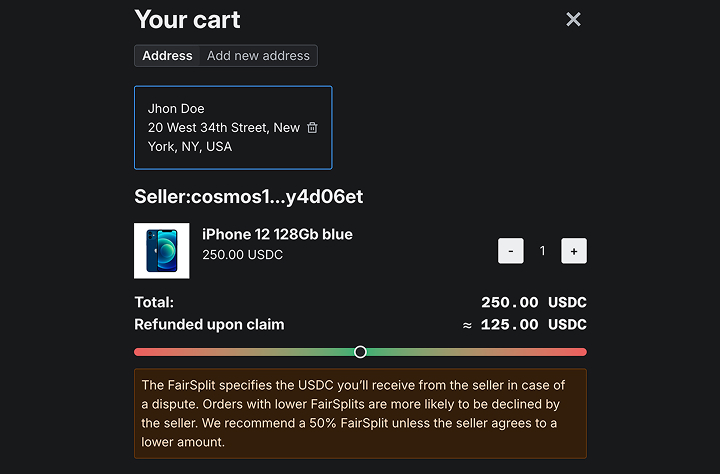 Your cart
Address Add new address
Jhon Doe
20 West 34th Street, New
York, NY, USA
Seller:cosmos1...y4d06et
iPhone 12 128Gb blue
250.00 USDC
- 1 +
Total: 250.00 USDC
Refunded upon claim ≈ 125.00 USDC
The FairSplit specifies the USDC you’ll receive from the seller in case of
a dispute. Orders with lower FairSplits are more likely to be declined by
the seller. We recommend a 50% FairSplit unless the seller agrees to a
lower amount.